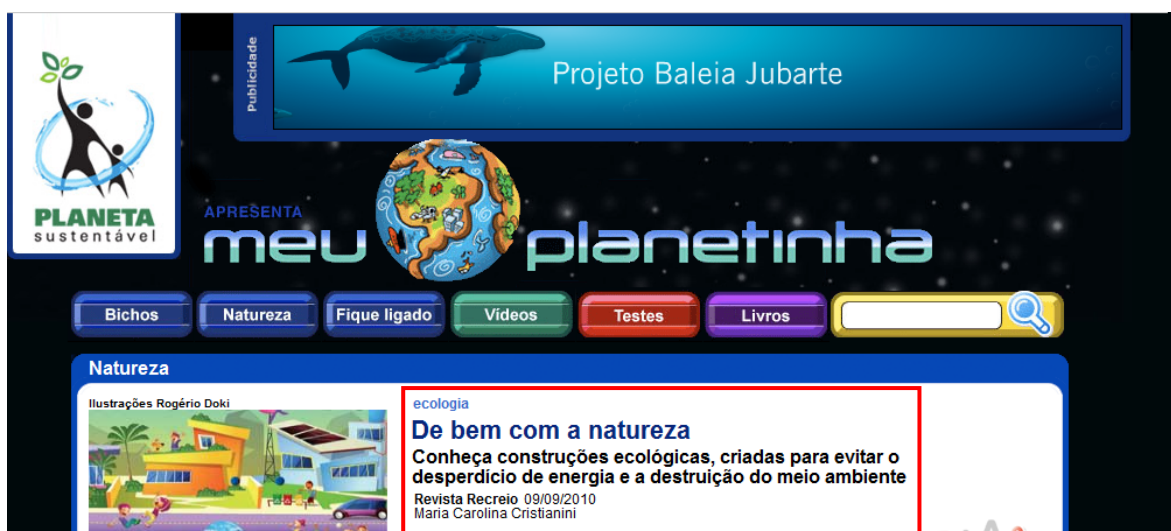 PLANETA
sustentável
Publicidade
Projeto Baleia Jubarte
APRESENTA
meu planetinha
Bichos
Natureza
Fique ligado
Vídeos
Testes
Livros
Natureza
Ilustrações Rogério Doki
ecologia
De bem com a natureza
Conheça construções ecológicas, criadas para evitar o
desperdício de energia e a destruição do meio ambiente
Revista Recreio 09/09/2010
Maria Carolina Cristianini